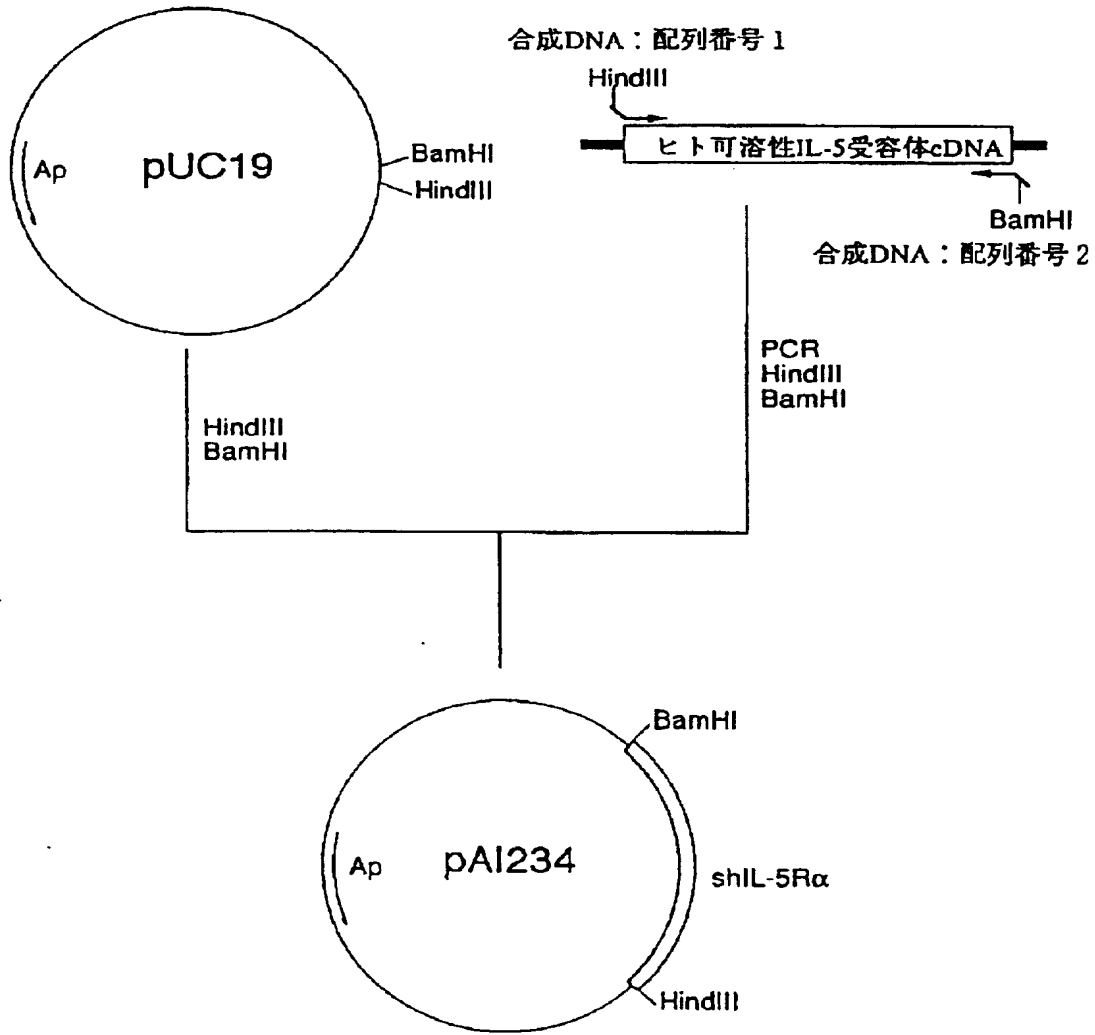 合成DNA：配列番号 1
HindIII
ヒト可溶性IL-5受容体cDNA
BamHI
合成DNA：配列番号 2
Ap
pUC19
BamHI
HindIII
HindIII
BamHI
PCR
HindIII
BamHI
BamHI
Ap
pAI234
shIL-5Rα
HindIII